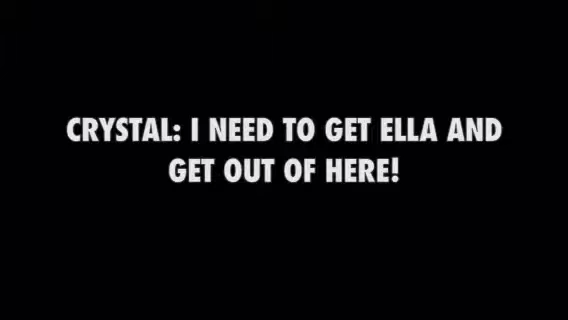 CRYSTAL: I NEED TO GET ELLA AND
GET OUT OF HERE!